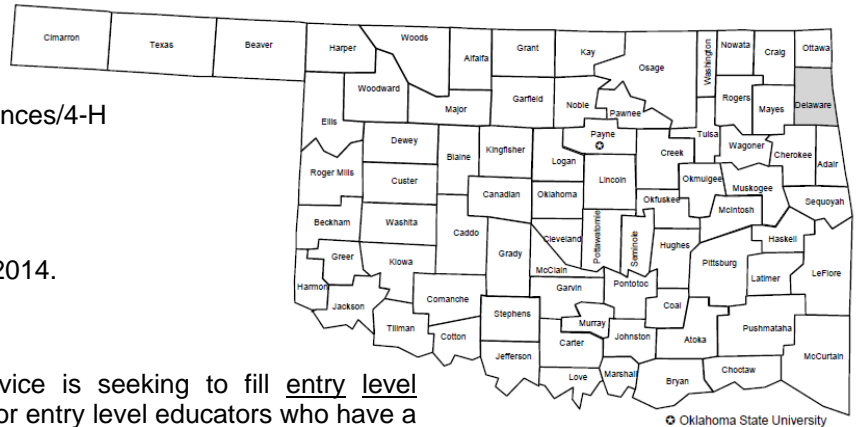 Cimarron
Texas
Beaver
Harper
Woods
Alfalfa
Grant
Kay
Osage
Washington
Nowata
Craig
Ottawa
nces/4-H
Ellis
Woodward
Major
Garfield
Noble
Pawnee
Rogers
Mayes
Delaware
Roger Mills
Dewey
Custer
Blaine
Kingfisher
Logan
Payne
Creek
Tulsa
Wagoner
Cherokee
Adair
Canadian
Oklahoma
Lincoln
Okfuskee
Okmulgee
Muskogee
McIntosh
Sequoyah
Beckham
Washita
Caddo
Grady
Cleveland
Pottawatomie
Seminole
Hughes
Pittsburg
Haskell
Latimer
LeFlore
2014.
Harmon
Greer
Kiowa
Jackson
Comanche
McClain
Garvin
Pontotoc
Coal
Tillman
Cotton
Stephens
Murray
Johnston
Atoka
Pushmataha
McCurtain
Jefferson
Carter
Love
Marshall
Bryan
Choctaw
vice is seeking to fill entry level
or entry level educators who have a
Oklahoma State University